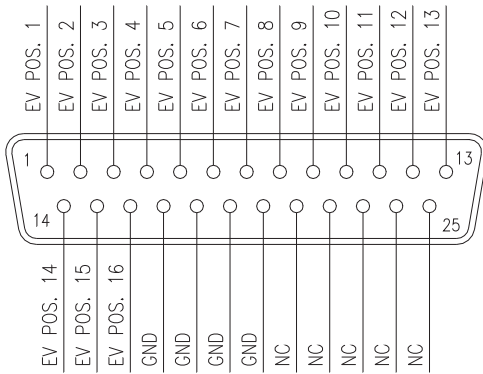 EV POS. 1
EV POS. 2
EV POS. 3
EV POS. 4
EV POS. 5
EV POS. 6
EV POS. 7
EV POS. 8
EV POS. 9
EV POS. 10
EV POS. 11
EV POS. 12
EV POS. 13
1
13
14
25
EV POS. 14
EV POS. 15
EV POS. 16
GND
GND
GND
GND
NC
NC
NC
NC
NC